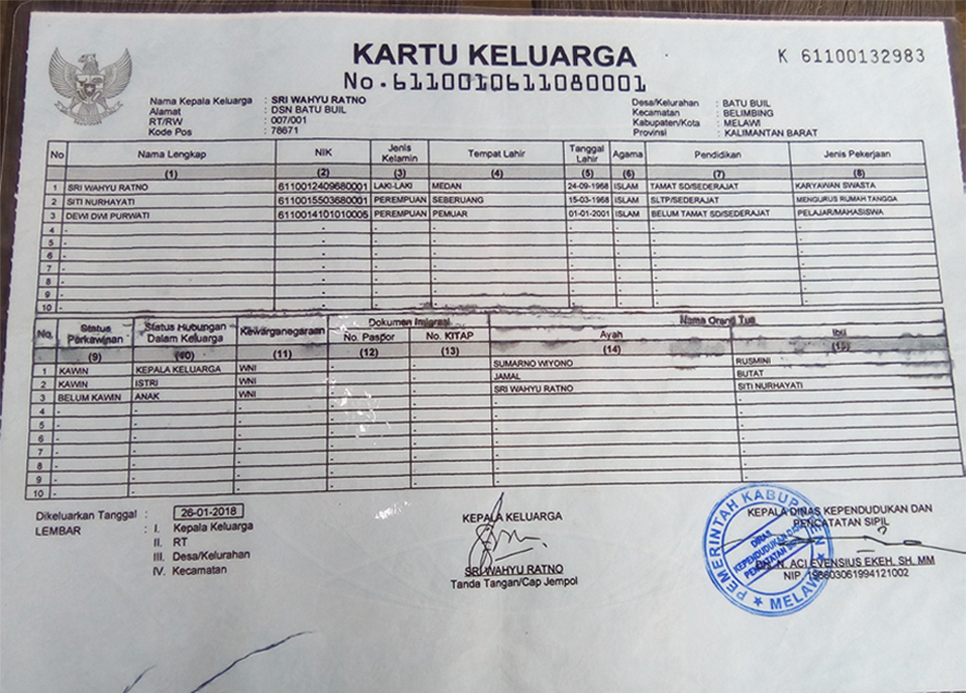 KARTU KELUARGA
K 61100132983
No.6110010611080001
Nama Kepala Keluarga : SRI WAHYU RATNO
Alamat : DSN BATU BUIL
RT/RW : 007/001
Kode Pos : 78671
Desa/Kelurahan : BATU BUIL
Kecamatan : BELIMBING
Kabupaten/Kota : MELAWI
Provinsi : KALIMANTAN BARAT
No Nama Lengkap NIK Jenis Kelamin Tempat Lahir Tanggal Lahir Agama Pendidikan Jenis Pekerjaan
(1) (2) (3) (4) (5) (6) (7) (8)
1 SRI WAHYU RATNO 6110012409680001 LAKI-LAKI MEDAN 24-09-1968 ISLAM TAMAT SD/SEDERAJAT KARYAWAN SWASTA
2 SITI NURHAYATI 6110015503680001 PEREMPUAN SEBERUANG 15-03-1968 ISLAM SLTP/SEDERAJAT MENGURUS RUMAH TANGGA
3 DEWI DWI PURWATI 6110014101010005 PEREMPUAN PEMUAR 01-01-2001 ISLAM BELUM TAMAT SD/SEDERAJAT PELAJAR/MAHASISWA
4 - - - - - - - -
5 - - - - - - - -
6 - - - - - - - -
7 - - - - - - - -
8 - - - - - - - -
9 - - - - - - - -
10 - - - - - - - -
No. Status Perkawinan Status Hubungan Dalam Keluarga Kewarganegaraan Dokumen Imigrasi Nama Orang Tua
No. Paspor No. KITAP Ayah Ibu
(9) (10) (11) (12) (13) (14) (15)
1 KAWIN KEPALA KELUARGA WNI SUMARNO WIYONO RUSMINI
2 KAWIN ISTRI WNI JAMAL BUTAT
3 BELUM KAWIN ANAK WNI SRI WAHYU RATNO SITI NURHAYATI
4 - - - - - - -
5 - - - - - - -
6 - - - - - - -
7 - - - - - - -
8 - - - - - - -
9 - - - - - - -
10 - - - - - - -
Dikeluarkan Tanggal : 26-01-2018
LEMBAR : I. Kepala Keluarga
II. RT
III. Desa/Kelurahan
IV. Kecamatan
KEPALA KELUARGA
SRI WAHYU RATNO
Tanda Tangan/Cap Jempol
KEPALA DINAS KEPENDUDUKAN DAN
PENCATATAN SIPIL
N. ACI EVENSIUS EKEH, SH. MM
NIP. 196603061994121002
PEMERINTAH KABUPATEN
DINAS
KEPENDUDUKAN DAN
PENCATATAN SIPIL
★ MELAWI ★